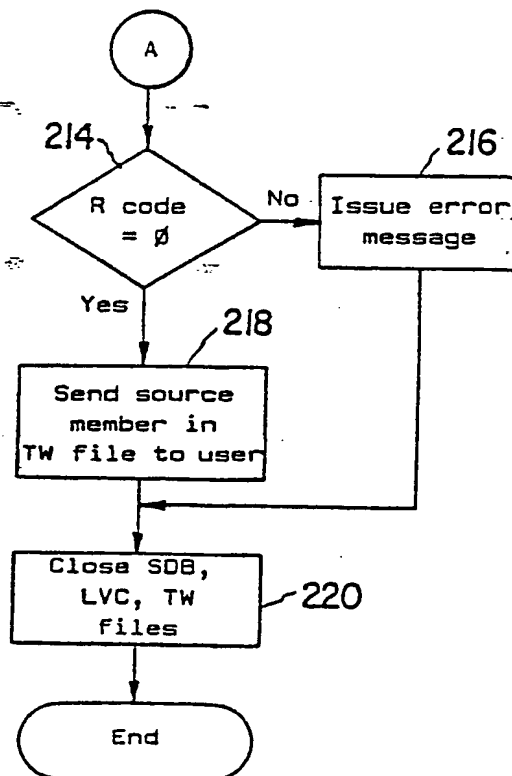 A
214
R code
= Ø
No
216
Issue error
message
Yes
218
Send source
member in
TW file to user
Close SDB,
LVC, TW
files
220
End